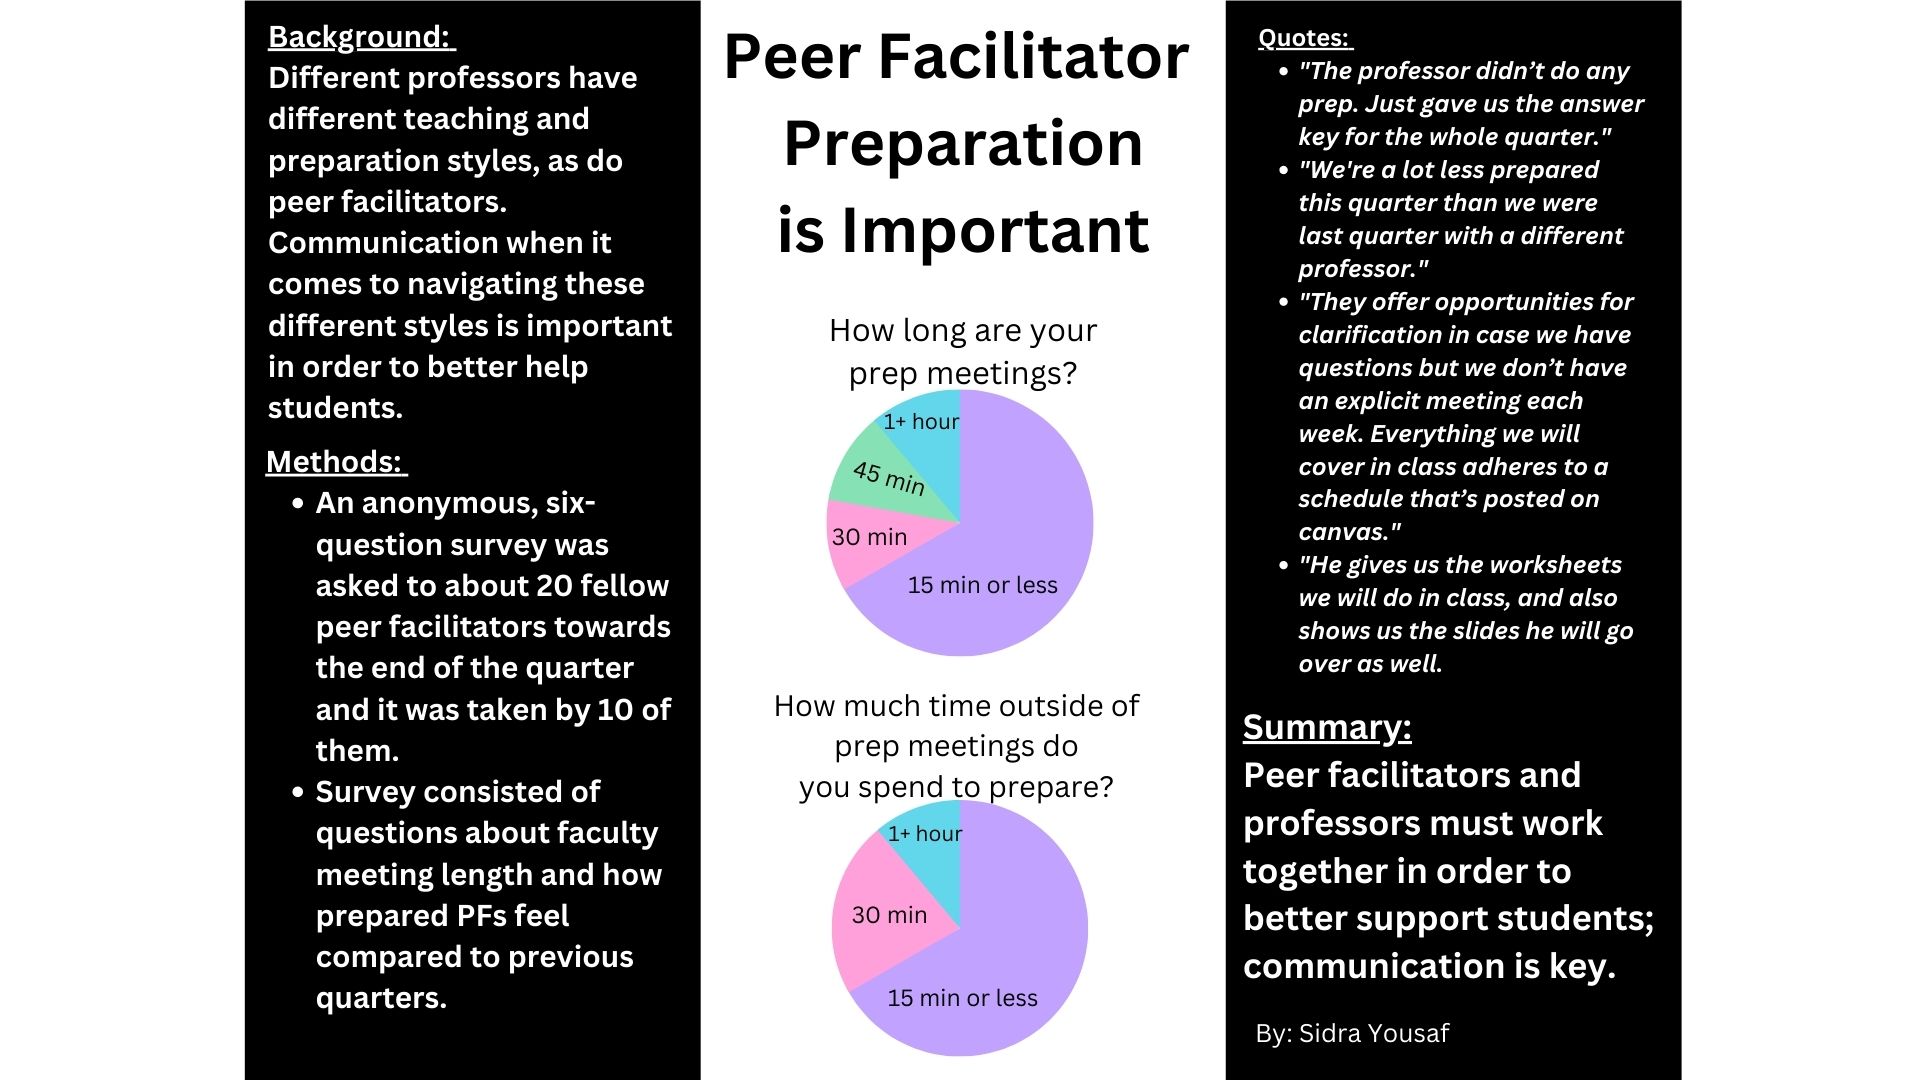 Background:
Different professors have
different teaching and
preparation styles, as do
peer facilitators.
Communication when it
comes to navigating these
different styles is important
in order to better help
students.
Methods:
• An anonymous, six-
question survey was
asked to about 20 fellow
peer facilitators towards
the end of the quarter
and it was taken by 10 of
them.
• Survey consisted of
questions about faculty
meeting length and how
prepared PFs feel
compared to previous
quarters.
Peer Facilitator
Preparation
is Important
How long are your
prep meetings?
1+ hour
45 min
30 min
15 min or less
How much time outside of
prep meetings do
you spend to prepare?
1+ hour
30 min
15 min or less
Quotes:
• "The professor didn’t do any
prep. Just gave us the answer
key for the whole quarter."
• "We're a lot less prepared
this quarter than we were
last quarter with a different
professor."
• "They offer opportunities for
clarification in case we have
questions but we don’t have
an explicit meeting each
week. Everything we will
cover in class adheres to a
schedule that’s posted on
canvas."
• "He gives us the worksheets
we will do in class, and also
shows us the slides he will go
over as well.
Summary:
Peer facilitators and
professors must work
together in order to
better support students;
communication is key.
By: Sidra Yousaf